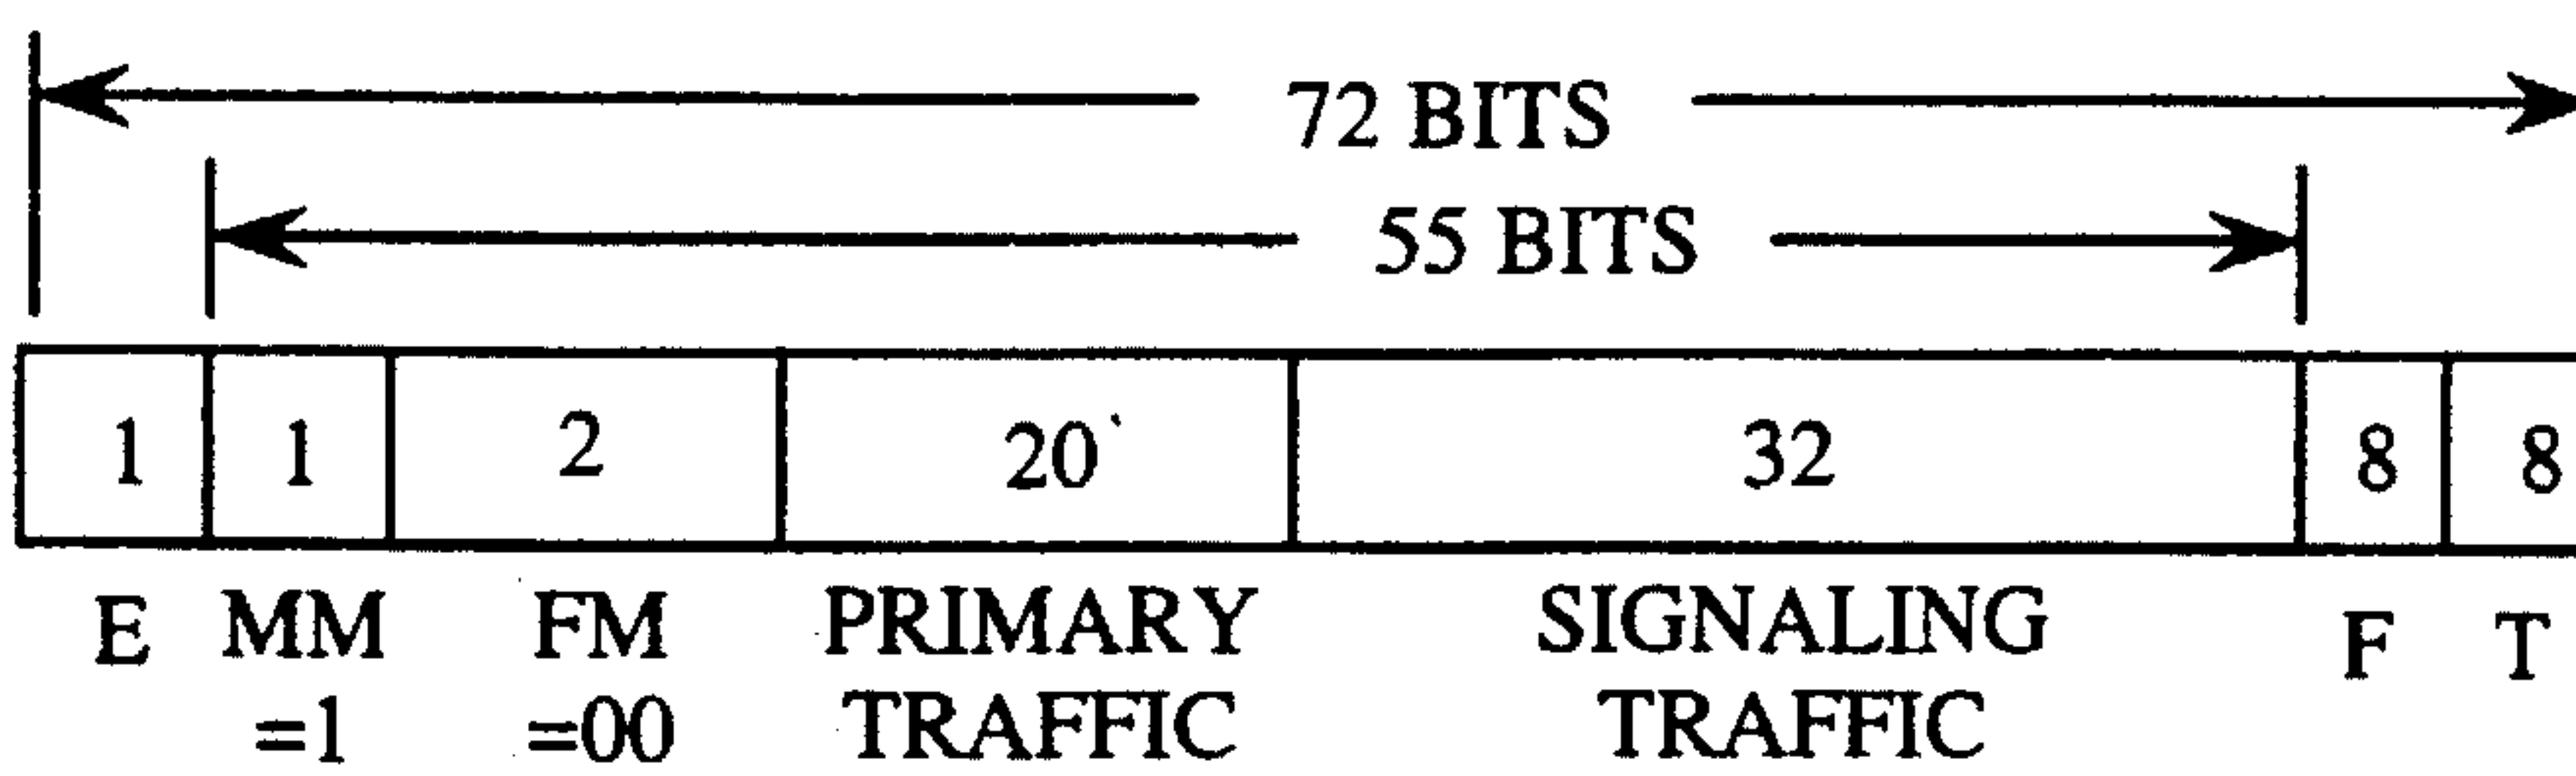 72 BITS
55 BITS
1 1 2 20 32 8 8
E MM FM PRIMARY SIGNALING F T
=1 =00 TRAFFIC TRAFFIC